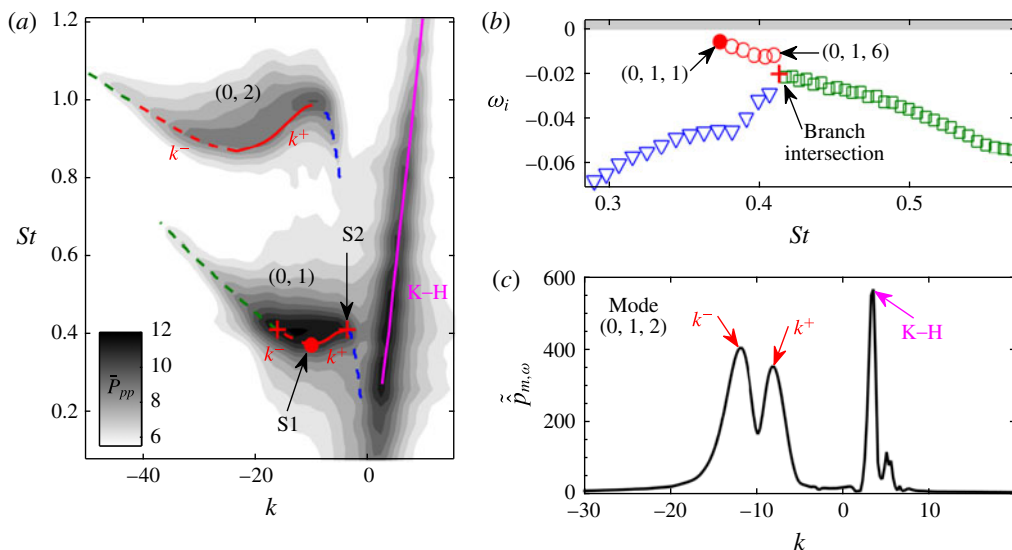 (a)
1.2
1.0
0.8
St
0.6
0.4
0.2
(0, 2)
k⁻
k⁺
S2
(0, 1)
K–H
k⁻
k⁺
S1
12
10
8
6
P̄pp
−40
−20
0
k
(b)
0
−0.02
ωi
−0.04
−0.06
(0, 1, 1)
(0, 1, 6)
Branch
intersection
0.3
0.4
0.5
St
(c)
600
400
200
0
p̃̂m,ω
Mode
(0, 1, 2)
k⁻
k⁺
K–H
−30
−20
−10
0
10
k